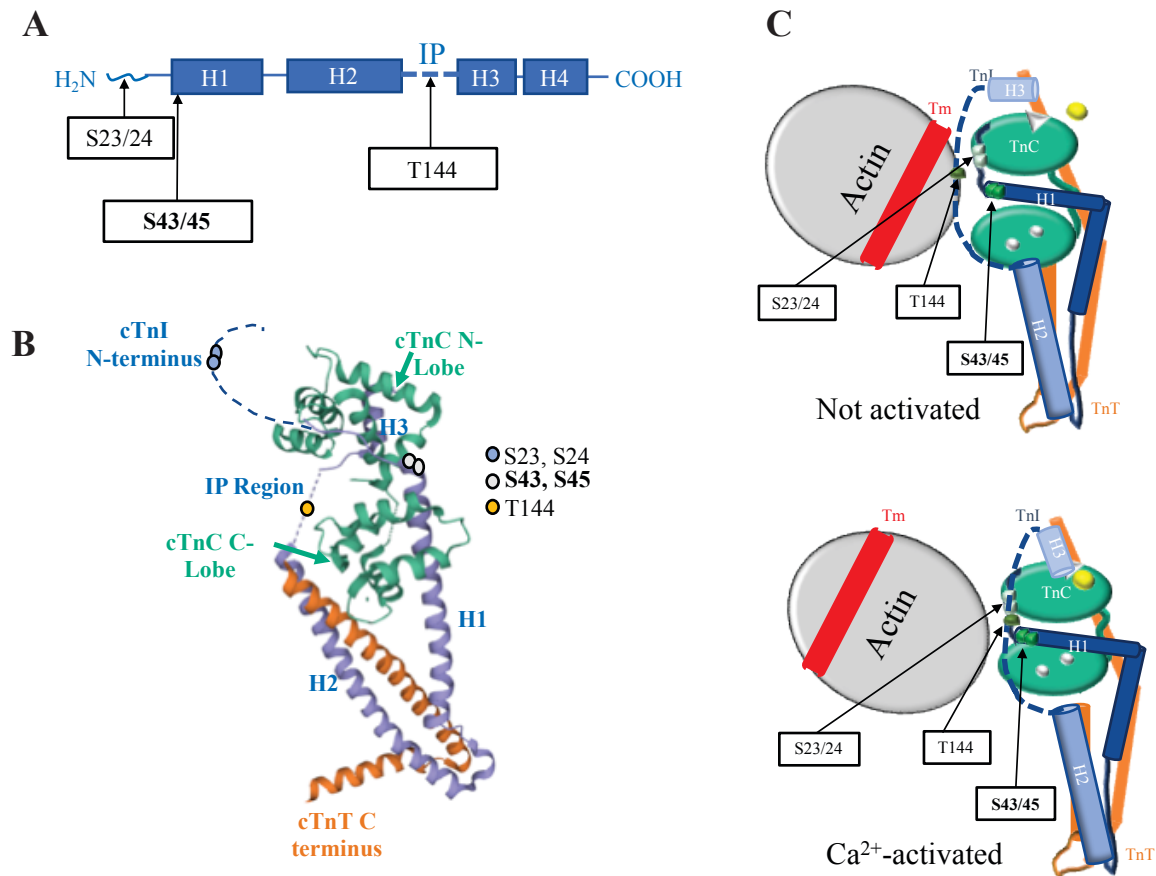 A
H₂N
H1
H2
IP
H3
H4
COOH
S23/24
S43/45
T144
B
cTnI
N-terminus
cTnC N-
Lobe
H3
S23, S24
S43, S45
T144
IP Region
cTnC C-
Lobe
H1
H2
cTnT C
terminus
C
TnI
H3
Tm
TnC
Actin
H1
S23/24
T144
S43/45
H2
TnT
Not activated
Tm
TnI
H3
TnC
Actin
H1
S23/24
T144
S43/45
H2
TnT
Ca²⁺-activated